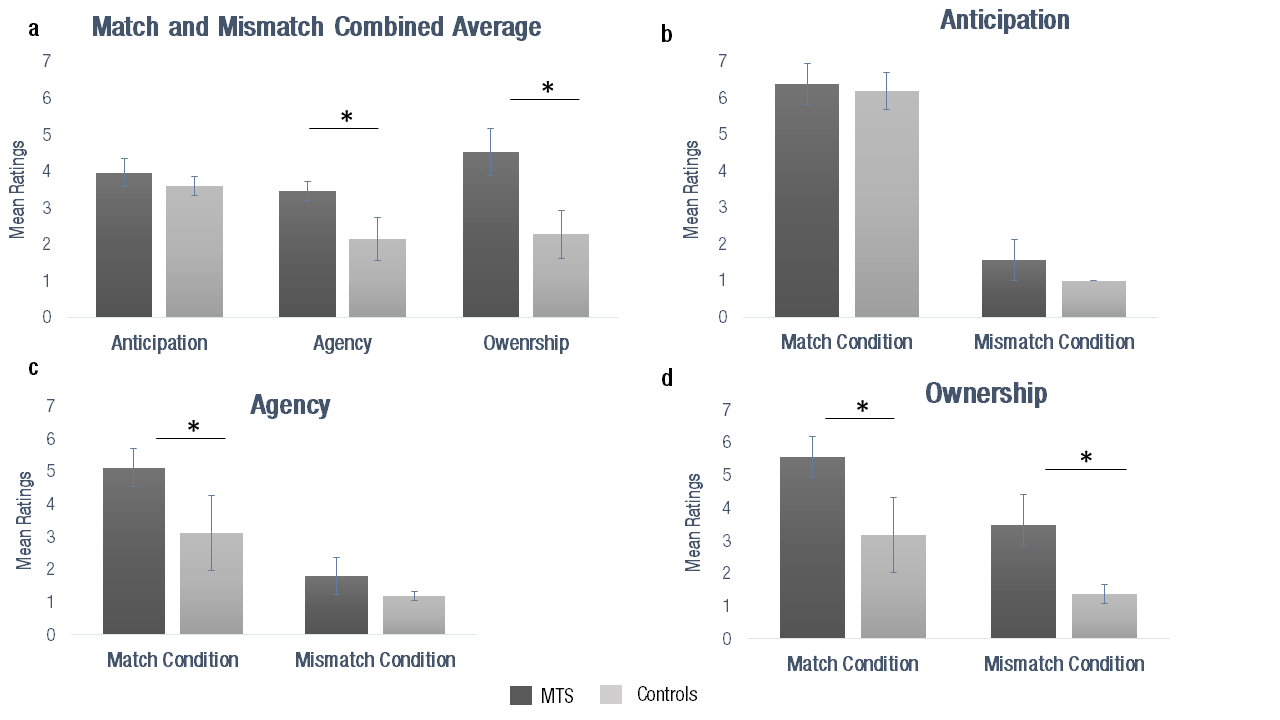 a
Match and Mismatch Combined Average
7
6
5
4
3
2
1
0
Mean Ratings
*
*
Anticipation Agency Owenrship
b
Anticipation
7
6
5
4
3
2
1
0
Mean Ratings
Match Condition Mismatch Condition
c
Agency
7
6
5
4
3
2
1
0
Mean Ratings
*
Match Condition Mismatch Condition
d
Ownership
7
6
5
4
3
2
1
0
Mean Ratings
*
*
Match Condition Mismatch Condition
MTS Controls